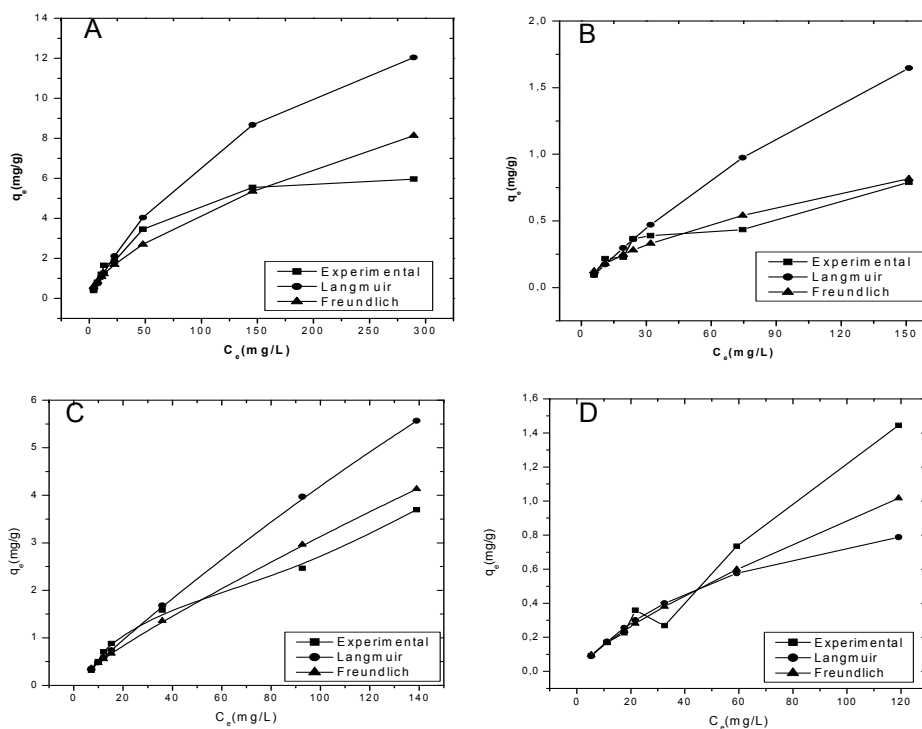 A
14
12
10
8
6
4
2
0
qe(mg/g)
0 50 100 150 200 250 300
Ce(mg/L)
Experimental
Langmuir
Freundlich
B
2,0
1,5
1,0
0,5
0,0
qe(mg/g)
0 30 60 90 120 150
Ce(mg/L)
Experimental
Langmuir
Freundlich
C
6
5
4
3
2
1
0
qe(mg/g)
0 20 40 60 80 100 120 140
Ce(mg/L)
Experimental
Langmuir
Freundlich
D
1,6
1,4
1,2
1,0
0,8
0,6
0,4
0,2
0,0
qe(mg/g)
0 20 40 60 80 100 120
Ce(mg/L)
Experimental
Langmuir
Freundlich